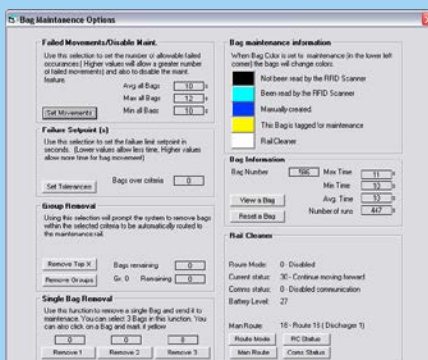 Bag Maintanence Options
Failed Movements/Disable Maint.
Use this selection to set the number of allowable failed
occurances ( Higher values will allow a greater number
of failed movements) and also to disable the maint.
feature.
Avg all Bags 10 s
Max all Bags 12 s
Min all Bags 10 s
Set Movements
Failure Setpoint (s)
Use this selection to set the failure limit setpoint in
seconds. (Lower values allow less time, Higher values
allow more time for bag movement)
Bags over criteria 0
Set Tolerances
Group Removal
Using this selection will prompt the system to remove bags
within the selected criteria to be automatically routed to
the maintenance rail.
Remove Top X
Bags remaining 0
Remove Groups
Gr. 0 Remaining 0
Single Bag Removal
Use this function to remove a single Bag and send it to
maintenace. You can select 3 Bags in this function. You
can also click on a Bag and mark it yellow
0 0 0
Remove 1 Remove 2 Remove 3
Bag maintenance information
When Bag Color is set to maintenance (in the lower left
corner) the bags will change colors.
Not been read by the RFID Scanner
Been read by the RFID Scanner
Manually created
This Bag is tagged for maintenance
Rail Cleaner
Bag Information
Bag Number 586 Max Time 11 s
Min Time 10 s
View a Bag
Avg. Time 10 s
Reset a Bag
Number of runs 447 s
Rail Cleaner
Route Mode: 0 - Disabled
Current status: 30 - Continue moving forward
Comms status: 0 - Disabled communication
Battery Level: 27
Man Route: 16 - Route 16 ( Discharger 1)
Route Mode RC Status
Man Route Coms Status